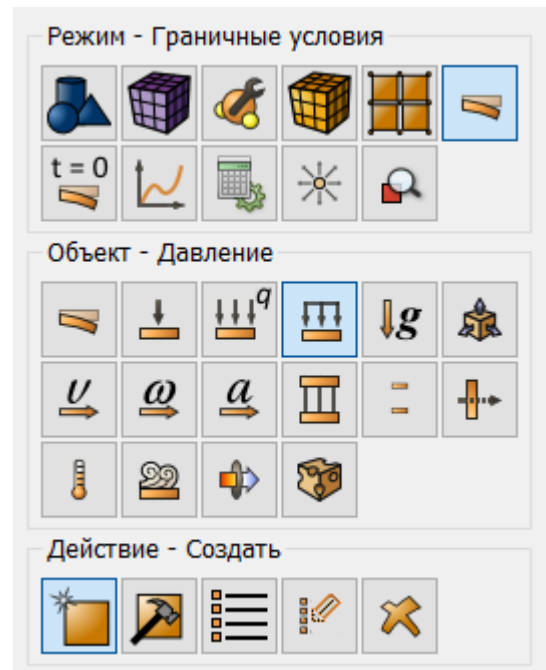 Режим - Граничные условия
t = 0
Объект - Давление
q
g
v
ω
a
Действие - Создать